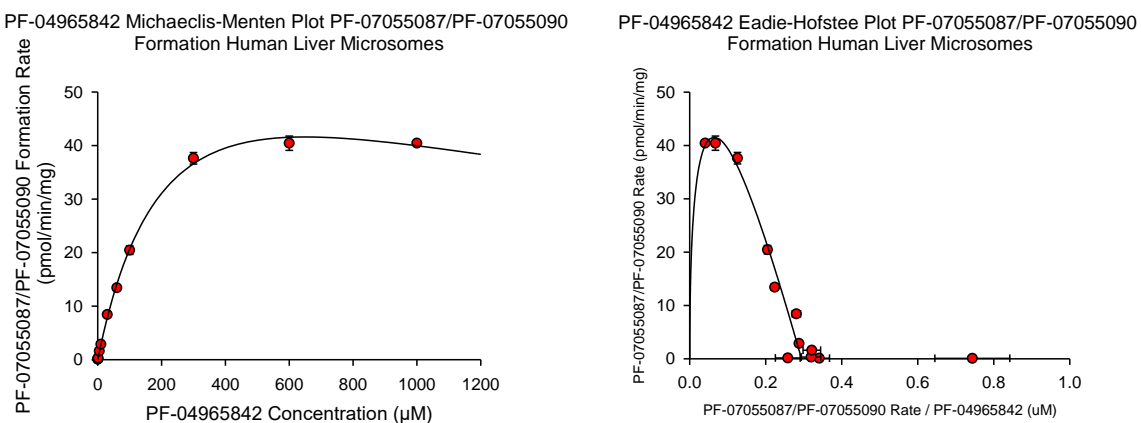 PF-04965842 Michaeclis-Menten Plot PF-07055087/PF-07055090
Formation Human Liver Microsomes
PF-07055087/PF-07055090 Formation Rate
(pmol/min/mg)
50
40
30
20
10
0
0 200 400 600 800 1000 1200
PF-04965842 Concentration (µM)
PF-04965842 Eadie-Hofstee Plot PF-07055087/PF-07055090
Formation Human Liver Microsomes
PF-07055087/PF-07055090 Rate (pmol/min/mg)
50
40
30
20
10
0
0.0 0.2 0.4 0.6 0.8 1.0
PF-07055087/PF-07055090 Rate / PF-04965842 (uM)